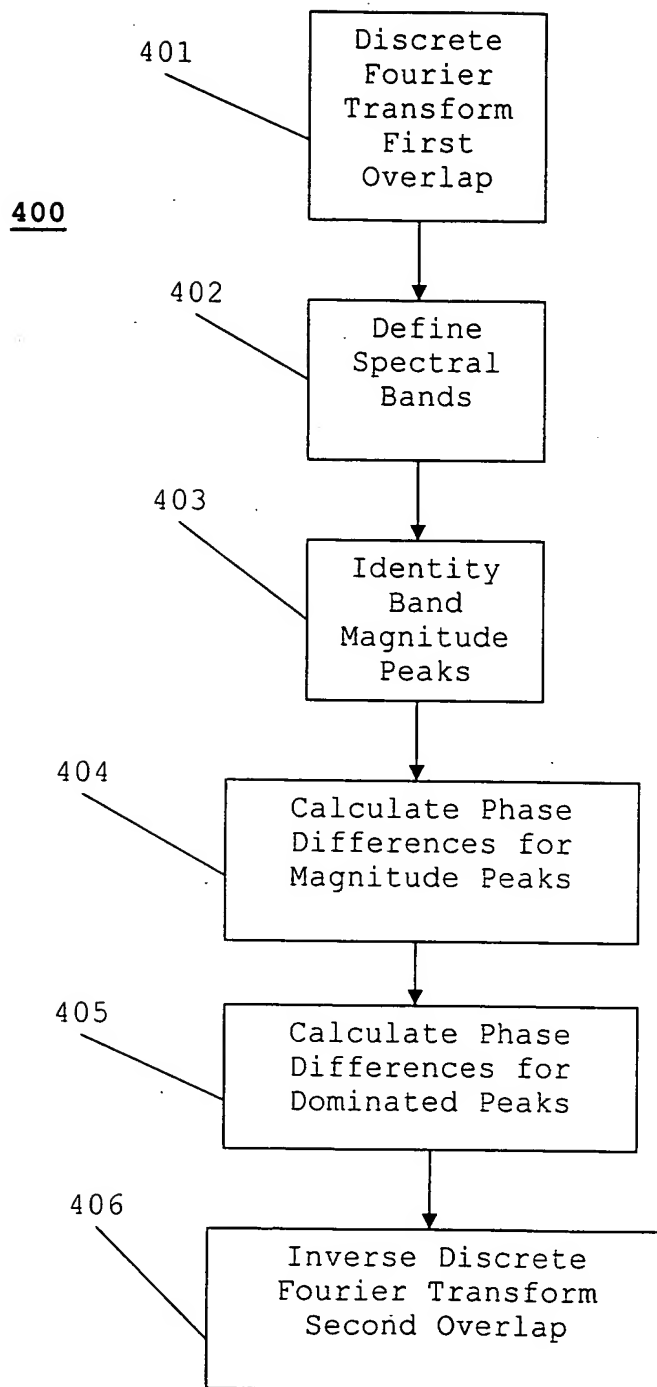 401
Discrete
Fourier
Transform
First
Overlap
400
402
Define
Spectral
Bands
403
Identity
Band
Magnitude
Peaks
404
Calculate Phase
Differences for
Magnitude Peaks
405
Calculate Phase
Differences for
Dominated Peaks
406
Inverse Discrete
Fourier Transform
Second Overlap